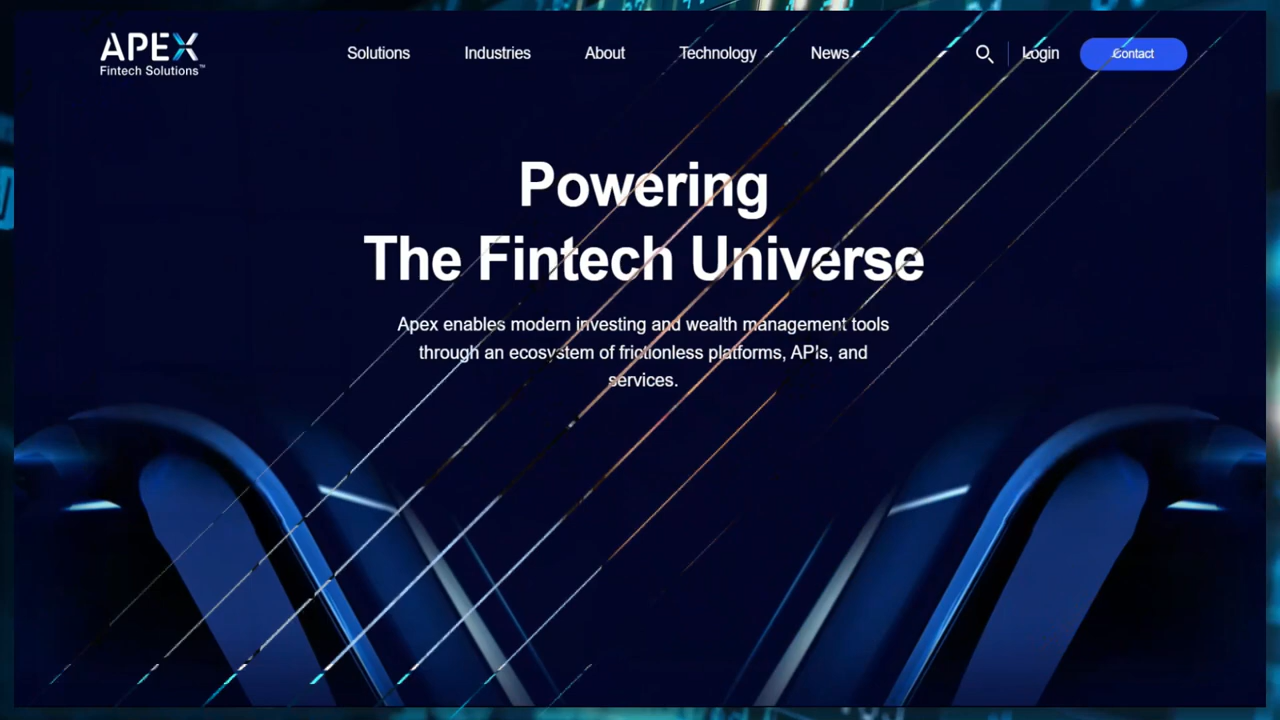 APEX
Fintech Solutions™
Solutions Industries About Technology News Login Contact
Powering
The Fintech Universe
Apex enables modern investing and wealth management tools
through an ecosystem of frictionless platforms, APIs, and
services.